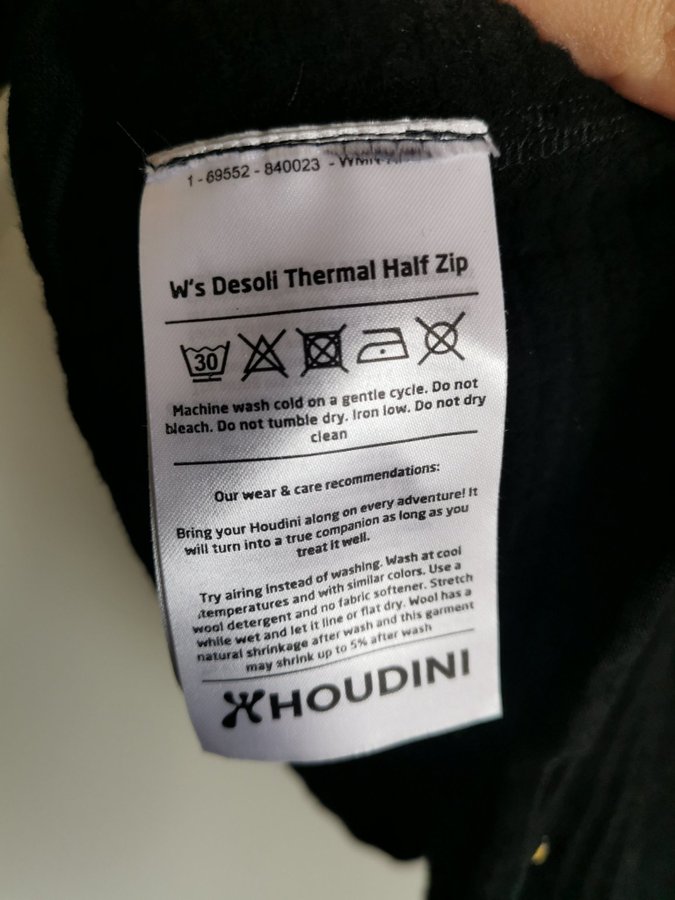 1 - 69552 - 840023 - WMN
W's Desoli Thermal Half Zip
30
Machine wash cold on a gentle cycle. Do not
bleach. Do not tumble dry. Iron low. Do not dry
clean
Our wear & care recommendations:
Bring your Houdini along on every adventure! It
will turn into a true companion as long as you
treat it well.
Try airing instead of washing. Wash at cool
temperatures and with similar colors. Use a
wool detergent and no fabric softener. Stretch
while wet and let it line or flat dry. Wool has a
natural shrinkage after wash and this garment
may shrink up to 5% after wash
HOUDINI